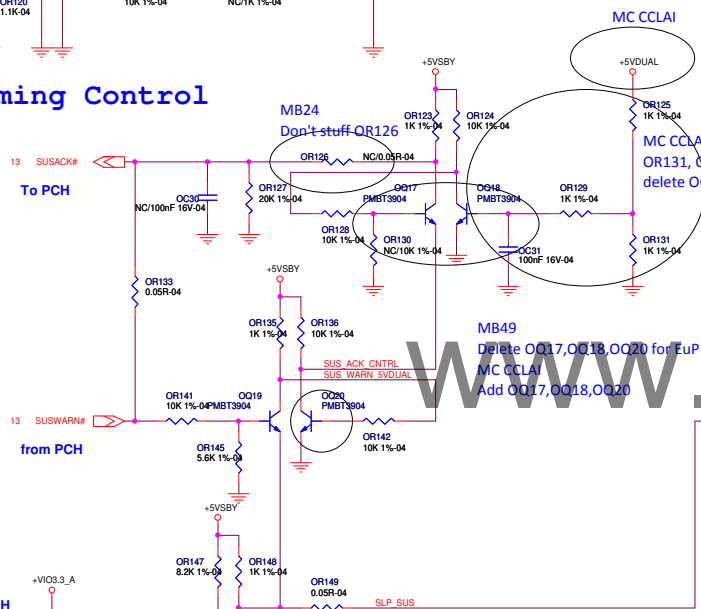 OR120
1.1K-04
10K 1%-04
NC/1K 1%-04
MC CCLAI
+5VSBY
+5VDUAL
ming Control
MB24
Don't stuff OR126
OR123
1K 1%-04
OR124
10K 1%-04
OR125
1K 1%-04
MC CCLA
OR131,
delete O
13 SUSACK#
To PCH
OR126
NC/0.05R-04
OC30
NC/100nF 16V-04
OR127
20K 1%-04
OQ17
PMBT3904
OQ18
PMBT3904
OR129
1K 1%-04
OR128
10K 1%-04
OR130
NC/10K 1%-04
OC31
100nF 16V-04
OR131
1K 1%-04
+5VSBY
OR133
0.05R-04
OR135
1K 1%-04
OR136
10K 1%-04
MB49
Delete OQ17,OQ18,OQ20 for EuP
MC CCLAI
Add OQ17,OQ18,OQ20
www.
SUS_ACK_CNTRL
SUS_WARN_5VDUAL
OR141
10K 1%-04
OQ19
PMBT3904
OQ20
PMBT3904
13 SUSWARN#
from PCH
OR142
10K 1%-04
OR145
5.6K 1%-04
+5VSBY
OR147
8.2K 1%-04
OR148
1K 1%-04
+VIO3.3_A
OR149
0.05R-04
SLP_SUS
H